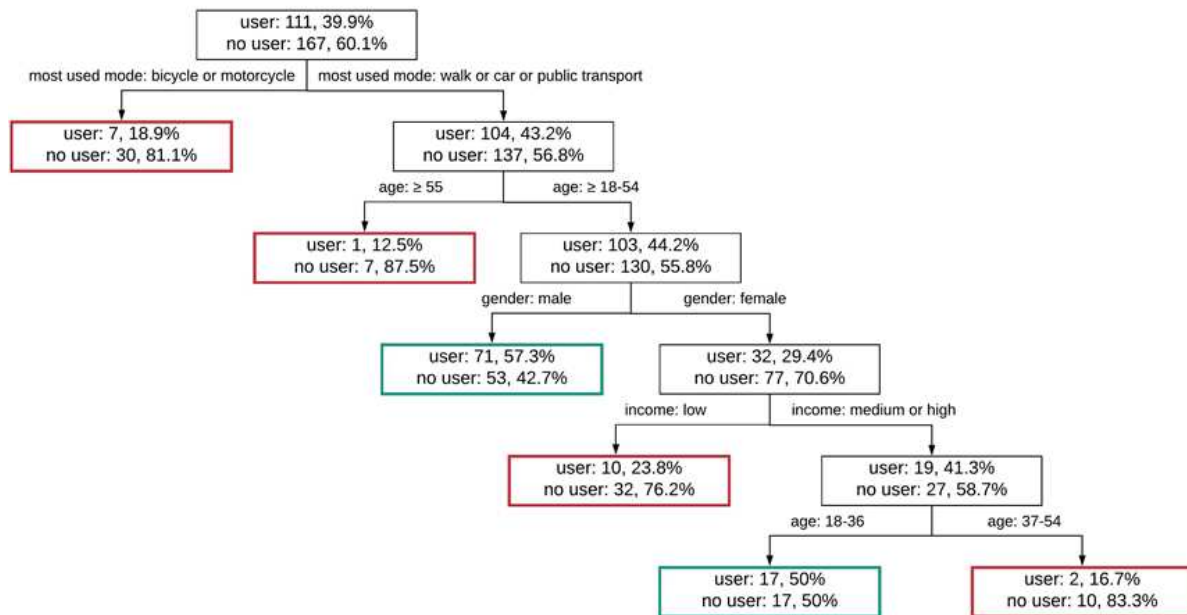 user: 111, 39.9%
no user: 167, 60.1%
most used mode: bicycle or motorcycle
most used mode: walk or car or public transport
user: 7, 18.9%
no user: 30, 81.1%
user: 104, 43.2%
no user: 137, 56.8%
age: ≥ 55
age: ≥ 18-54
user: 1, 12.5%
no user: 7, 87.5%
user: 103, 44.2%
no user: 130, 55.8%
gender: male
gender: female
user: 71, 57.3%
no user: 53, 42.7%
user: 32, 29.4%
no user: 77, 70.6%
income: low
income: medium or high
user: 10, 23.8%
no user: 32, 76.2%
user: 19, 41.3%
no user: 27, 58.7%
age: 18-36
age: 37-54
user: 17, 50%
no user: 17, 50%
user: 2, 16.7%
no user: 10, 83.3%